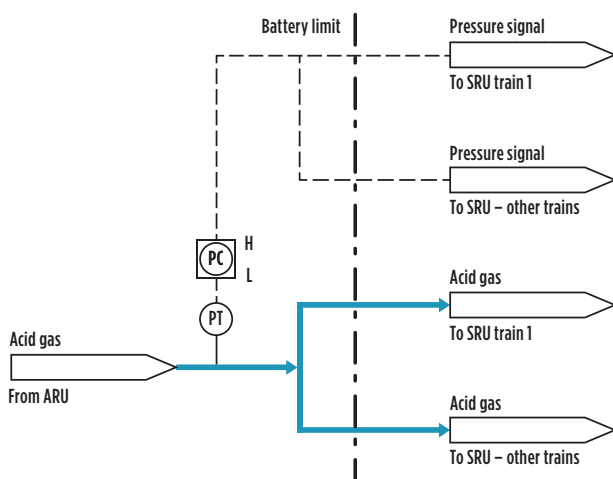 Battery limit
Pressure signal
To SRU train 1
Pressure signal
To SRU – other trains
PC
H
L
PT
Acid gas
To SRU train 1
Acid gas
From ARU
Acid gas
To SRU – other trains